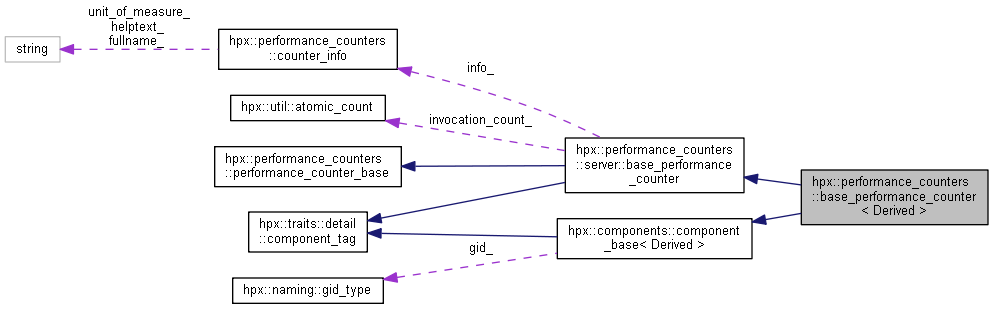 unit_of_measure_
helptext_
fullname_
string
hpx::performance_counters
::counter_info
info_
hpx::util::atomic_count
invocation_count_
hpx::performance_counters
::performance_counter_base
hpx::performance_counters
::server::base_performance
_counter
hpx::performance_counters
::base_performance_counter
< Derived >
hpx::traits::detail
::component_tag
hpx::components::component
_base< Derived >
gid_
hpx::naming::gid_type